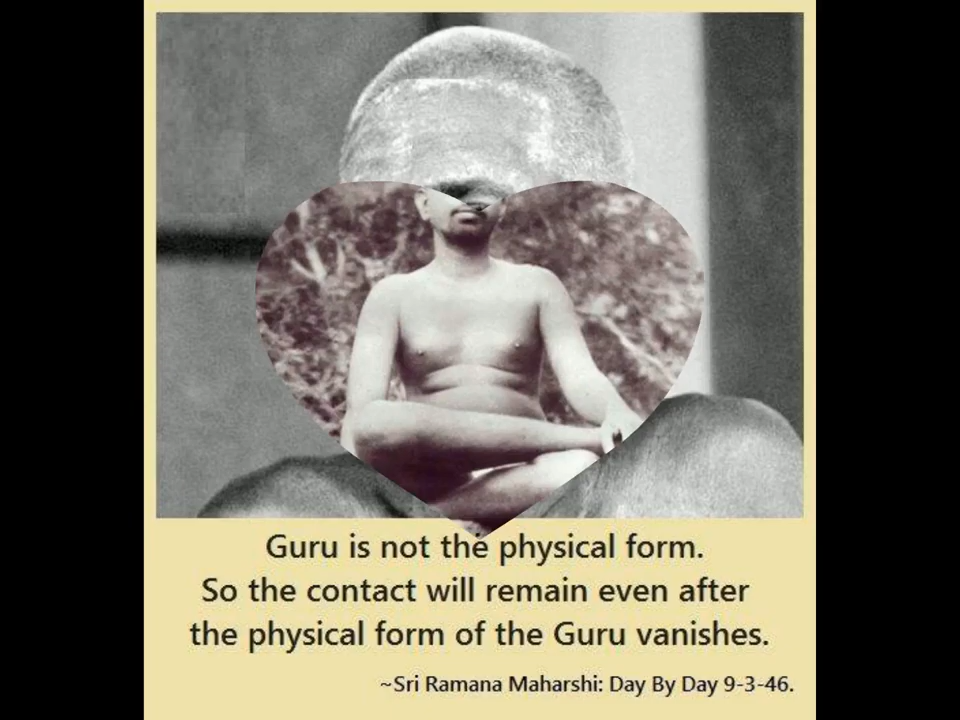 Guru is not the physical form.
So the contact will remain even after
the physical form of the Guru vanishes.
~Sri Ramana Maharshi: Day By Day 9-3-46.